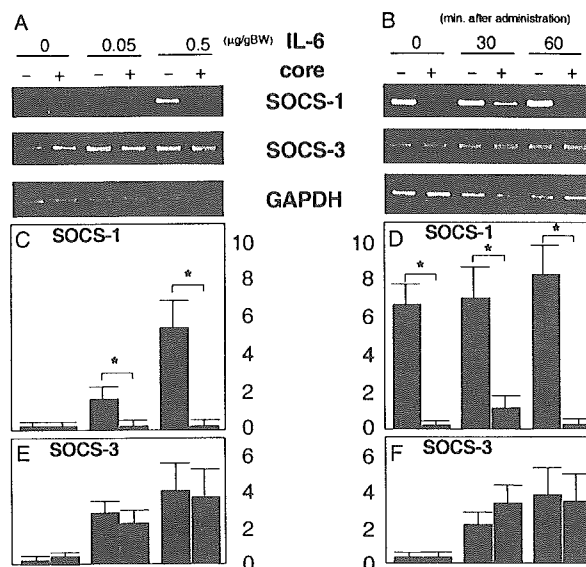 A
B
(min. after administration)
0 0.05 0.5 (µg/gBW) IL-6 0 30 60
− + − + − + core − + − + − +
SOCS-1
SOCS-3
GAPDH
C SOCS-1
10
8
6
4
2
0
*
*
D SOCS-1
10
8
6
4
2
0
*
*
*
E SOCS-3
6
4
2
0
F SOCS-3
6
4
2
0